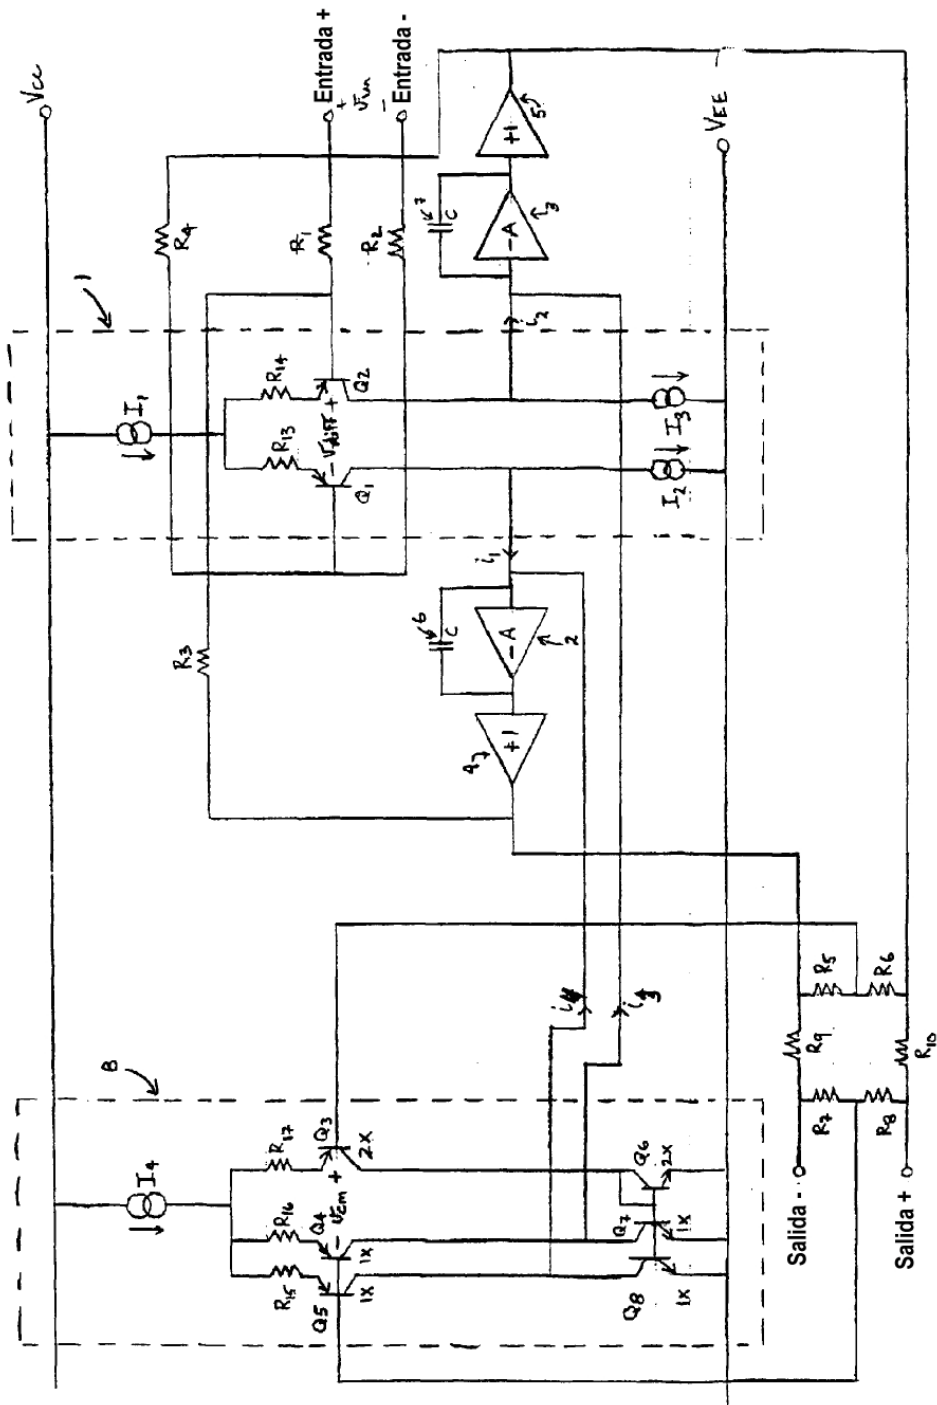 Vcc
Entrada +
+
Vin
-
Entrada -
VEE
R4
R1
R2
7
C
-A
3
+1
5
1
I1
R14
R13
Q2
+
Vdiff
-
Q1
i2
I3
I2
i1
R3
6
C
-A
2
+1
4
8
I4
R17
R16
R15
Q3
2X
+
Vcm
-
Q4
1X
Q5
1X
i4
i3
Q6
2X
Q7
1X
Q8
1X
R5
R6
R9
R10
R7
R8
Salida -
Salida +